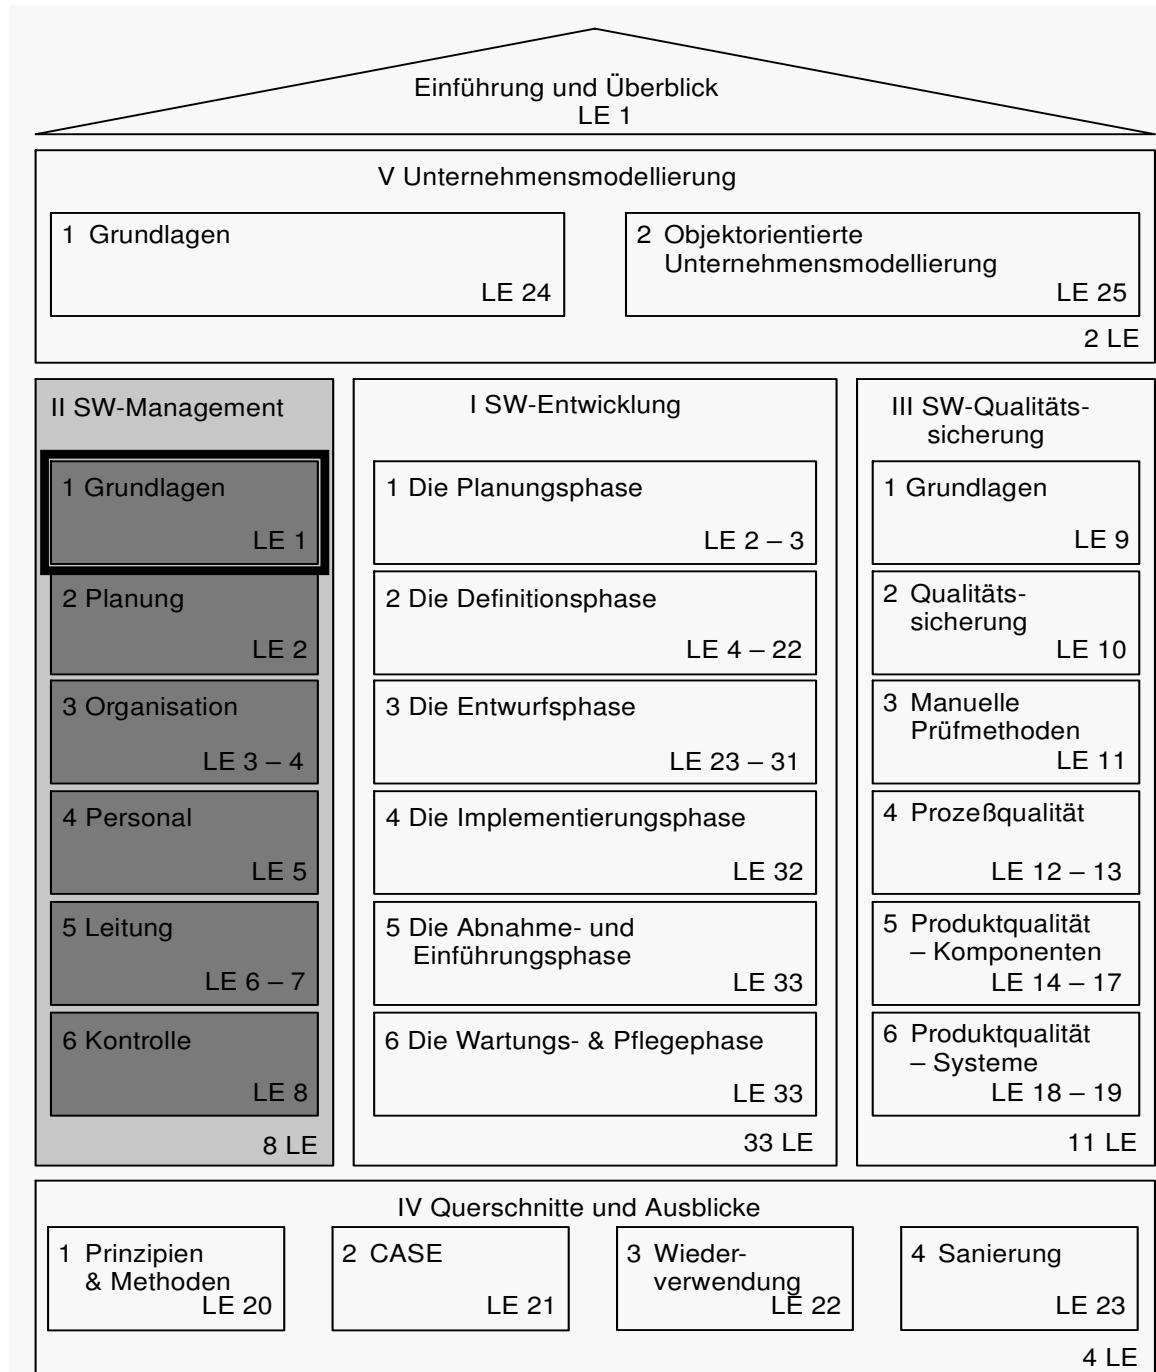 Einführung und Überblick
LE 1
V Unternehmensmodellierung
1 Grundlagen
LE 24
2 Objektorientierte
Unternehmensmodellierung
LE 25
2 LE
II SW-Management
1 Grundlagen
LE 1
2 Planung
LE 2
3 Organisation
LE 3 – 4
4 Personal
LE 5
5 Leitung
LE 6 – 7
6 Kontrolle
LE 8
8 LE
I SW-Entwicklung
1 Die Planungsphase
LE 2 – 3
2 Die Definitionsphase
LE 4 – 22
3 Die Entwurfsphase
LE 23 – 31
4 Die Implementierungsphase
LE 32
5 Die Abnahme- und
Einführungsphase
LE 33
6 Die Wartungs- & Pflegephase
LE 33
33 LE
III SW-Qualitäts-
sicherung
1 Grundlagen
LE 9
2 Qualitäts-
sicherung
LE 10
3 Manuelle
Prüfmethoden
LE 11
4 Prozeßqualität
LE 12 – 13
5 Produktqualität
– Komponenten
LE 14 – 17
6 Produktqualität
– Systeme
LE 18 – 19
11 LE
IV Querschnitte und Ausblicke
1 Prinzipien
& Methoden
LE 20
2 CASE
LE 21
3 Wieder-
verwendung
LE 22
4 Sanierung
LE 23
4 LE